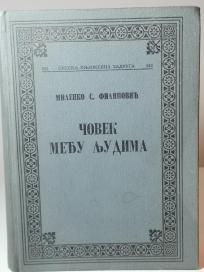 СРПСКА КЊИЖЕВНА ЗАДРУГА
МИЛЕНКО С. ФИЛИПОВИЋ
ЧОВЕК
МЕЂУ ЉУДИМА